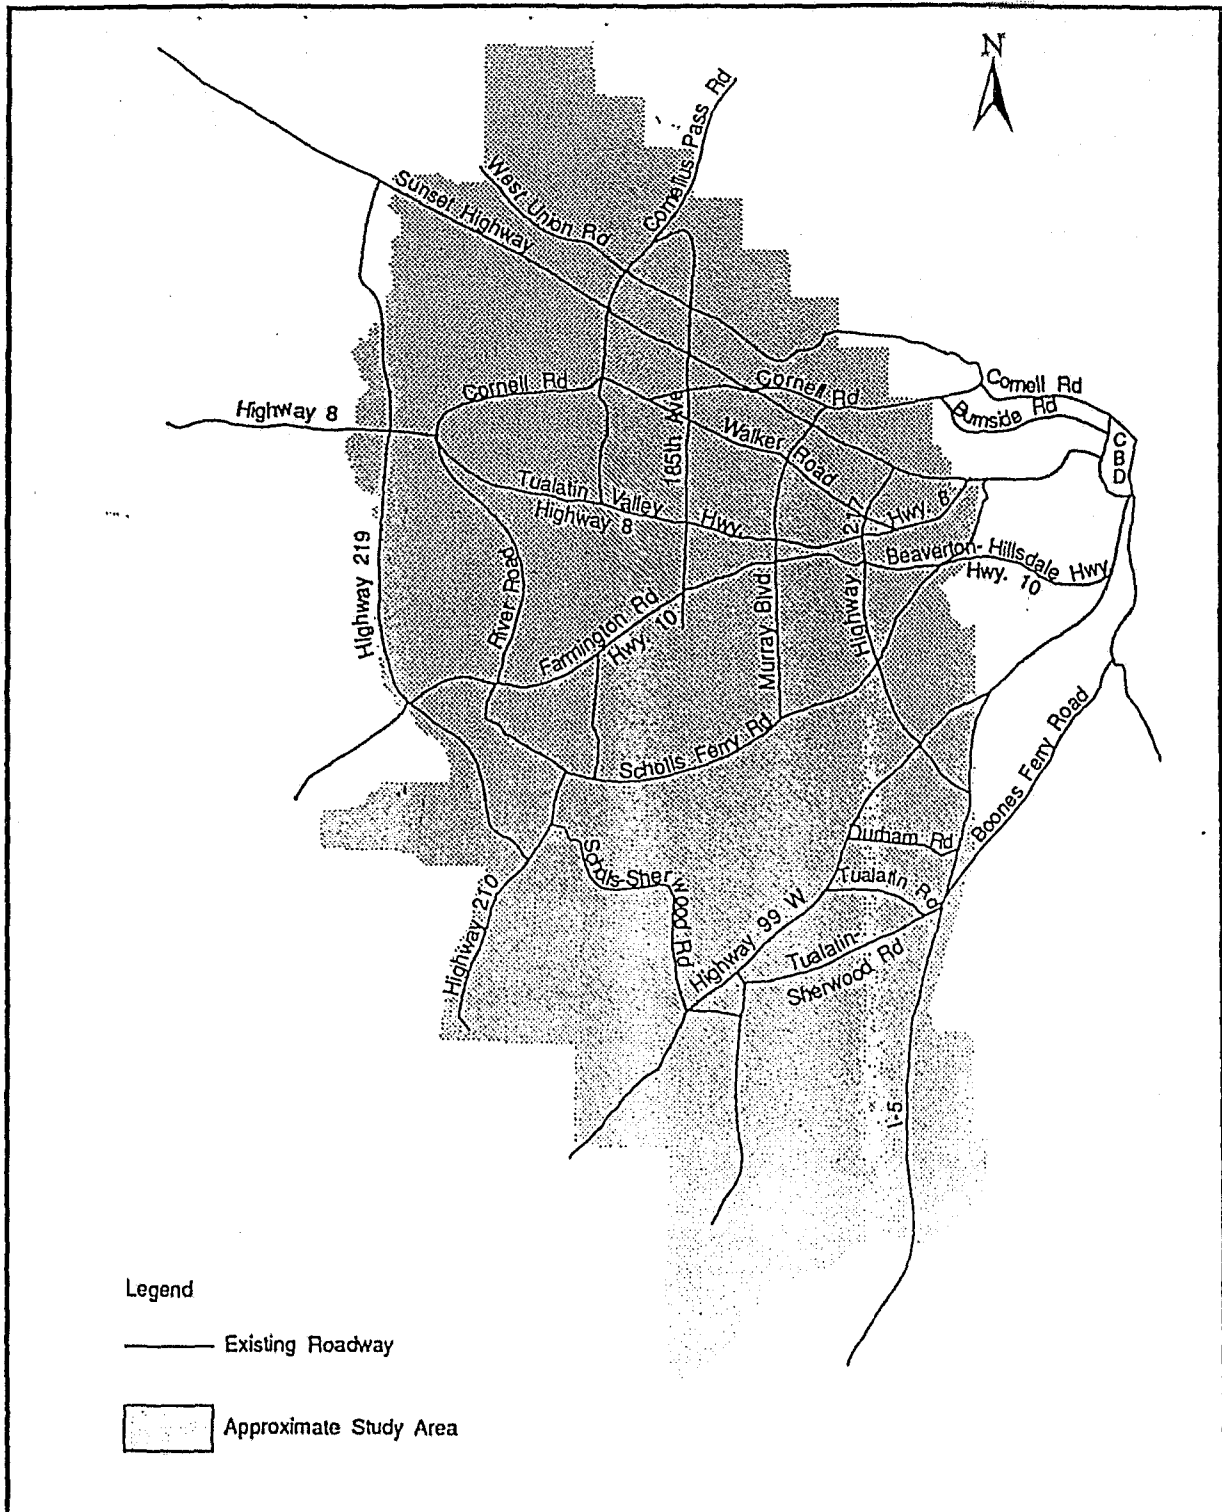 N
Cornelius Pass Rd
West Union Rd
Sunset Highway
Cornell Rd
Cornell Rd
Cornell Rd
Burnside Rd
Highway 8
C
B
D
185th Ave
Walker Road
Tualatin Valley Hwy.
Highway 8
217
Hwy. 8
Beaverton-Hillsdale Hwy
Hwy. 10
Highway 219
River Road
Farmington Rd
Hwy. 10
Murray Blvd
Highway
Scholls Ferry Rd
Boones Ferry Road
Durham Rd
Scholls-Sherwood Rd
Tualatin Rd
Highway 210
Highway 99 W
Tualatin-
Sherwood Rd
I-5
Legend
Existing Roadway
Approximate Study Area